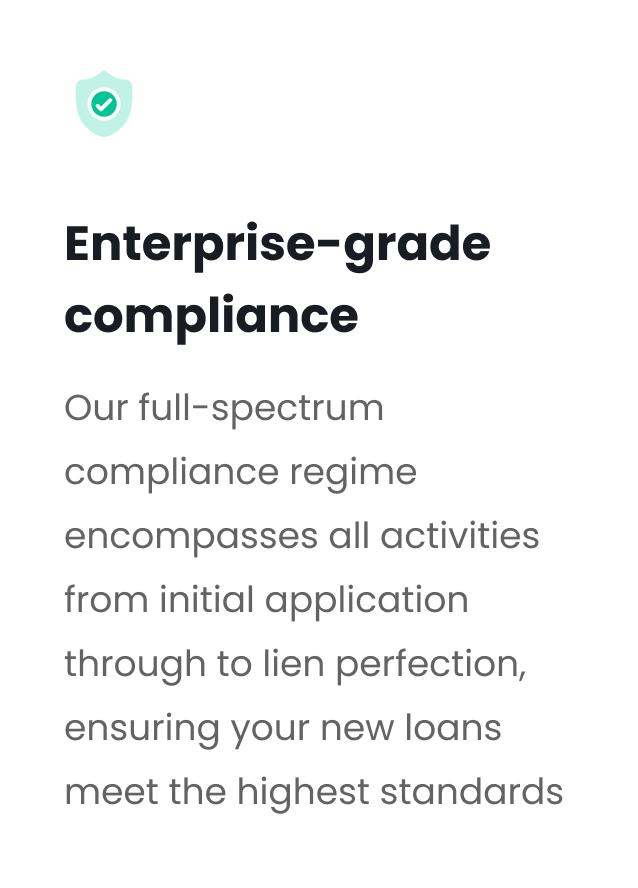 Enterprise-grade
compliance
Our full-spectrum
compliance regime
encompasses all activities
from initial application
through to lien perfection,
ensuring your new loans
meet the highest standards